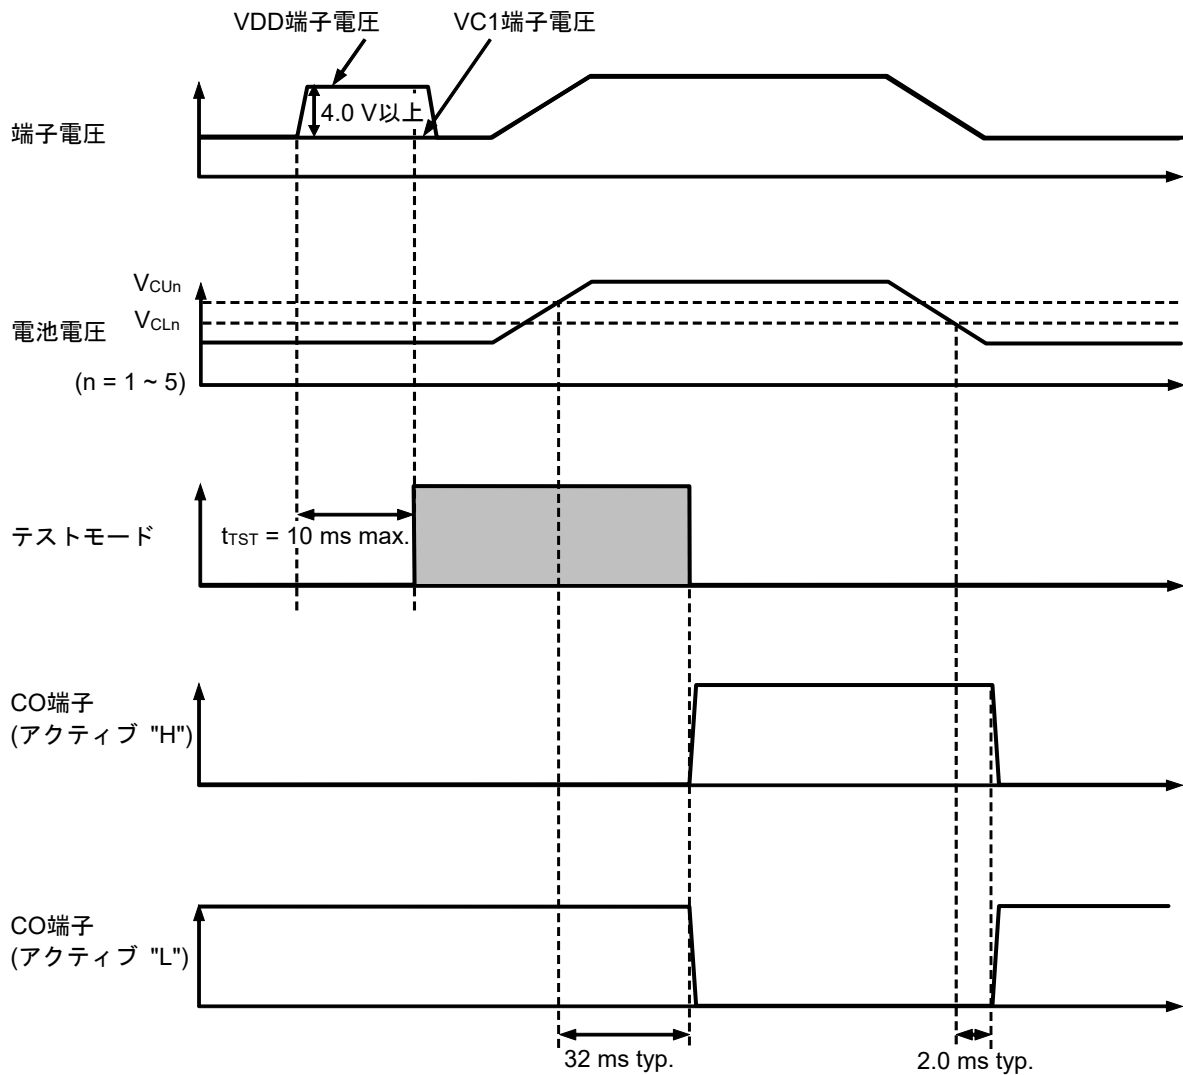 VDD端子電圧
VC1端子電圧
4.0 V以上
端子電圧
VCUn
VCLn
電池電圧
(n = 1 ~ 5)
tTST = 10 ms max.
テストモード
CO端子
(アクティブ "H")
CO端子
(アクティブ "L")
32 ms typ.
2.0 ms typ.